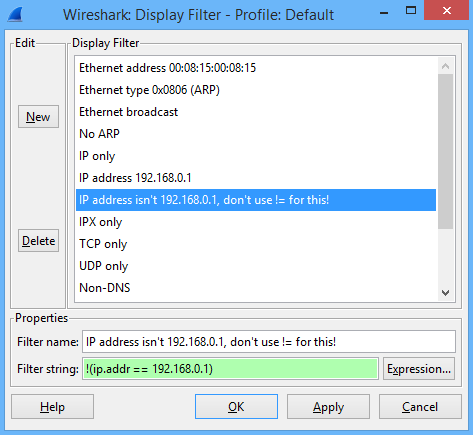 Wireshark: Display Filter - Profile: Default
Edit
Display Filter
New
Delete
Ethernet address 00:08:15:00:08:15
Ethernet type 0x0806 (ARP)
Ethernet broadcast
No ARP
IP only
IP address 192.168.0.1
IP address isn't 192.168.0.1, don't use != for this!
IPX only
TCP only
UDP only
Non-DNS
Properties
Filter name: IP address isn't 192.168.0.1, don't use != for this!
Filter string: !(ip.addr == 192.168.0.1) Expression...
Help OK Apply Cancel